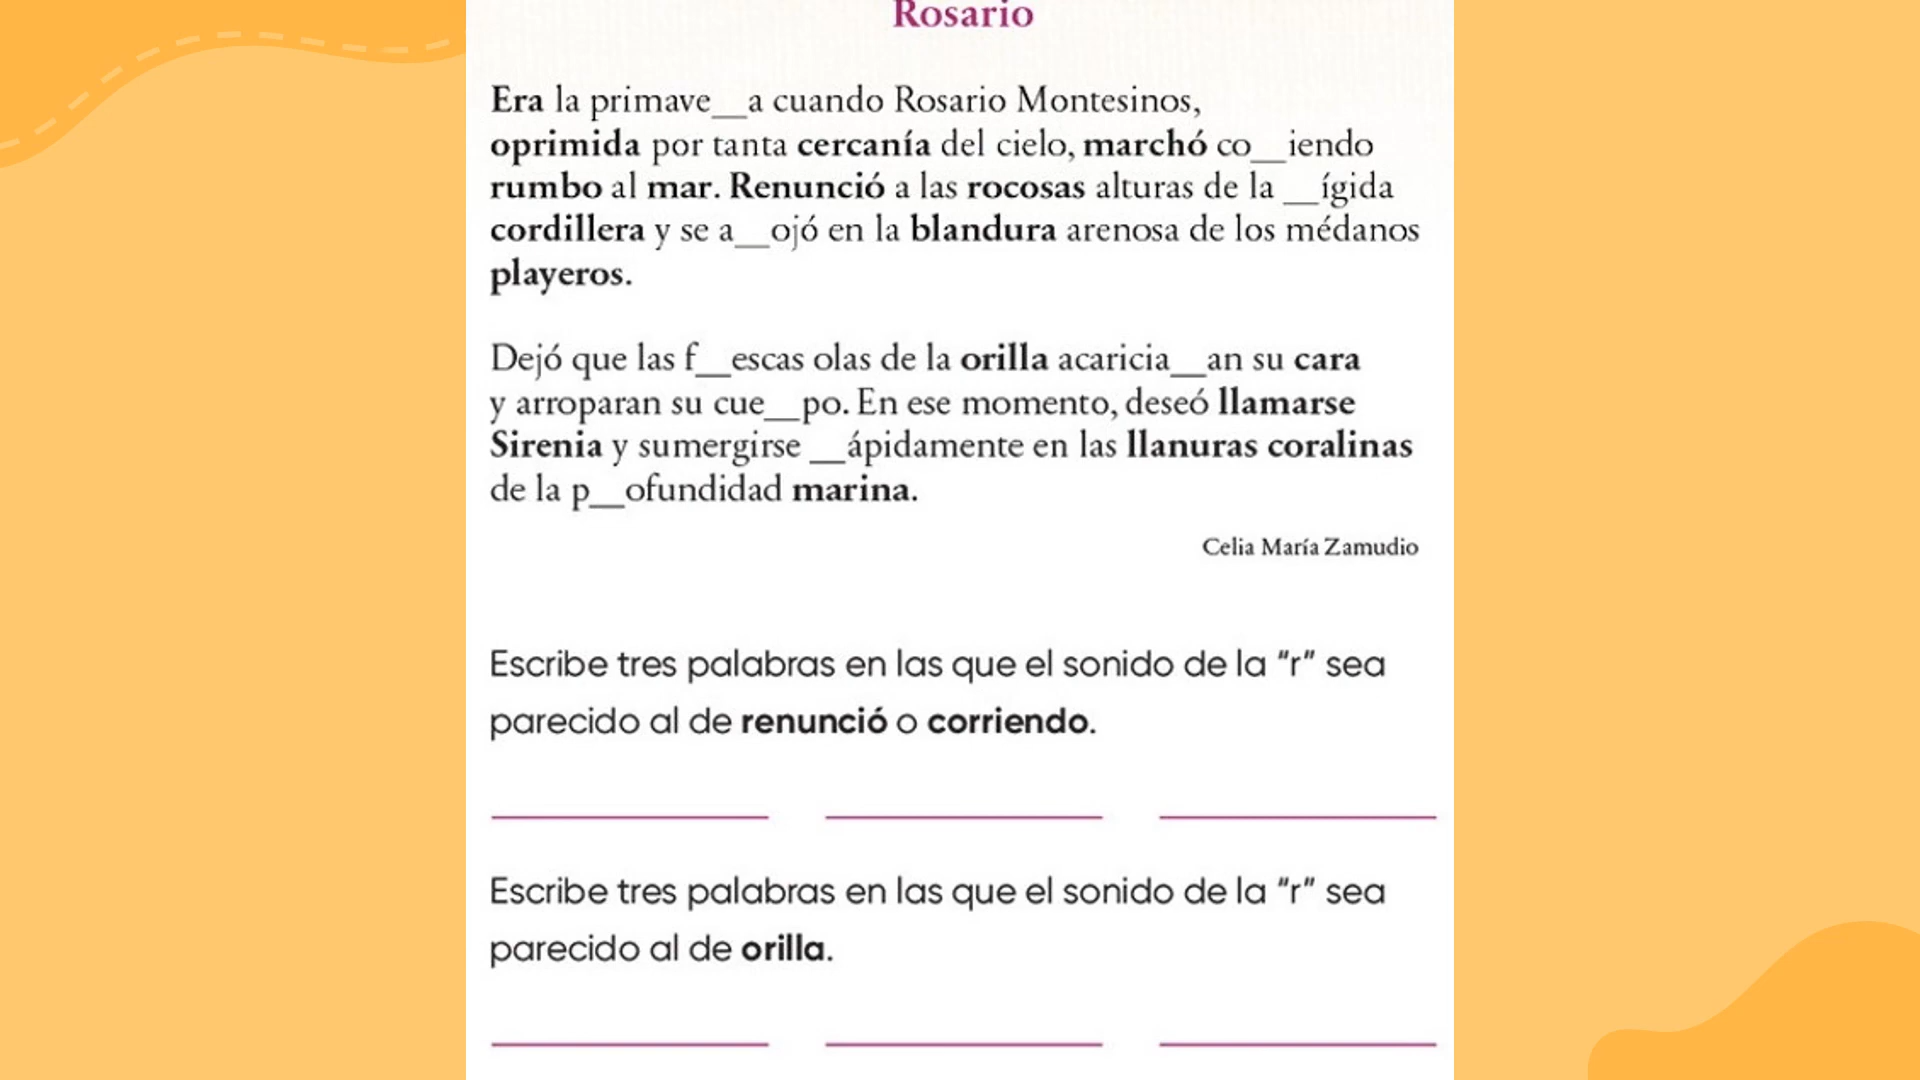 Rosario
Era la primave__a cuando Rosario Montesinos,
oprimida por tanta cercanía del cielo, marchó co__iendo
rumbo al mar. Renunció a las rocosas alturas de la __ígida
cordillera y se a__ojó en la blandura arenosa de los médanos
playeros.
Dejó que las f__escas olas de la orilla acaricia__an su cara
y arroparan su cue__po. En ese momento, deseó llamarse
Sirenia y sumergirse __ápidamente en las llanuras coralinas
de la p__ofundidad marina.
Celia María Zamudio
Escribe tres palabras en las que el sonido de la “r” sea
parecido al de renunció o corriendo.
Escribe tres palabras en las que el sonido de la “r” sea
parecido al de orilla.